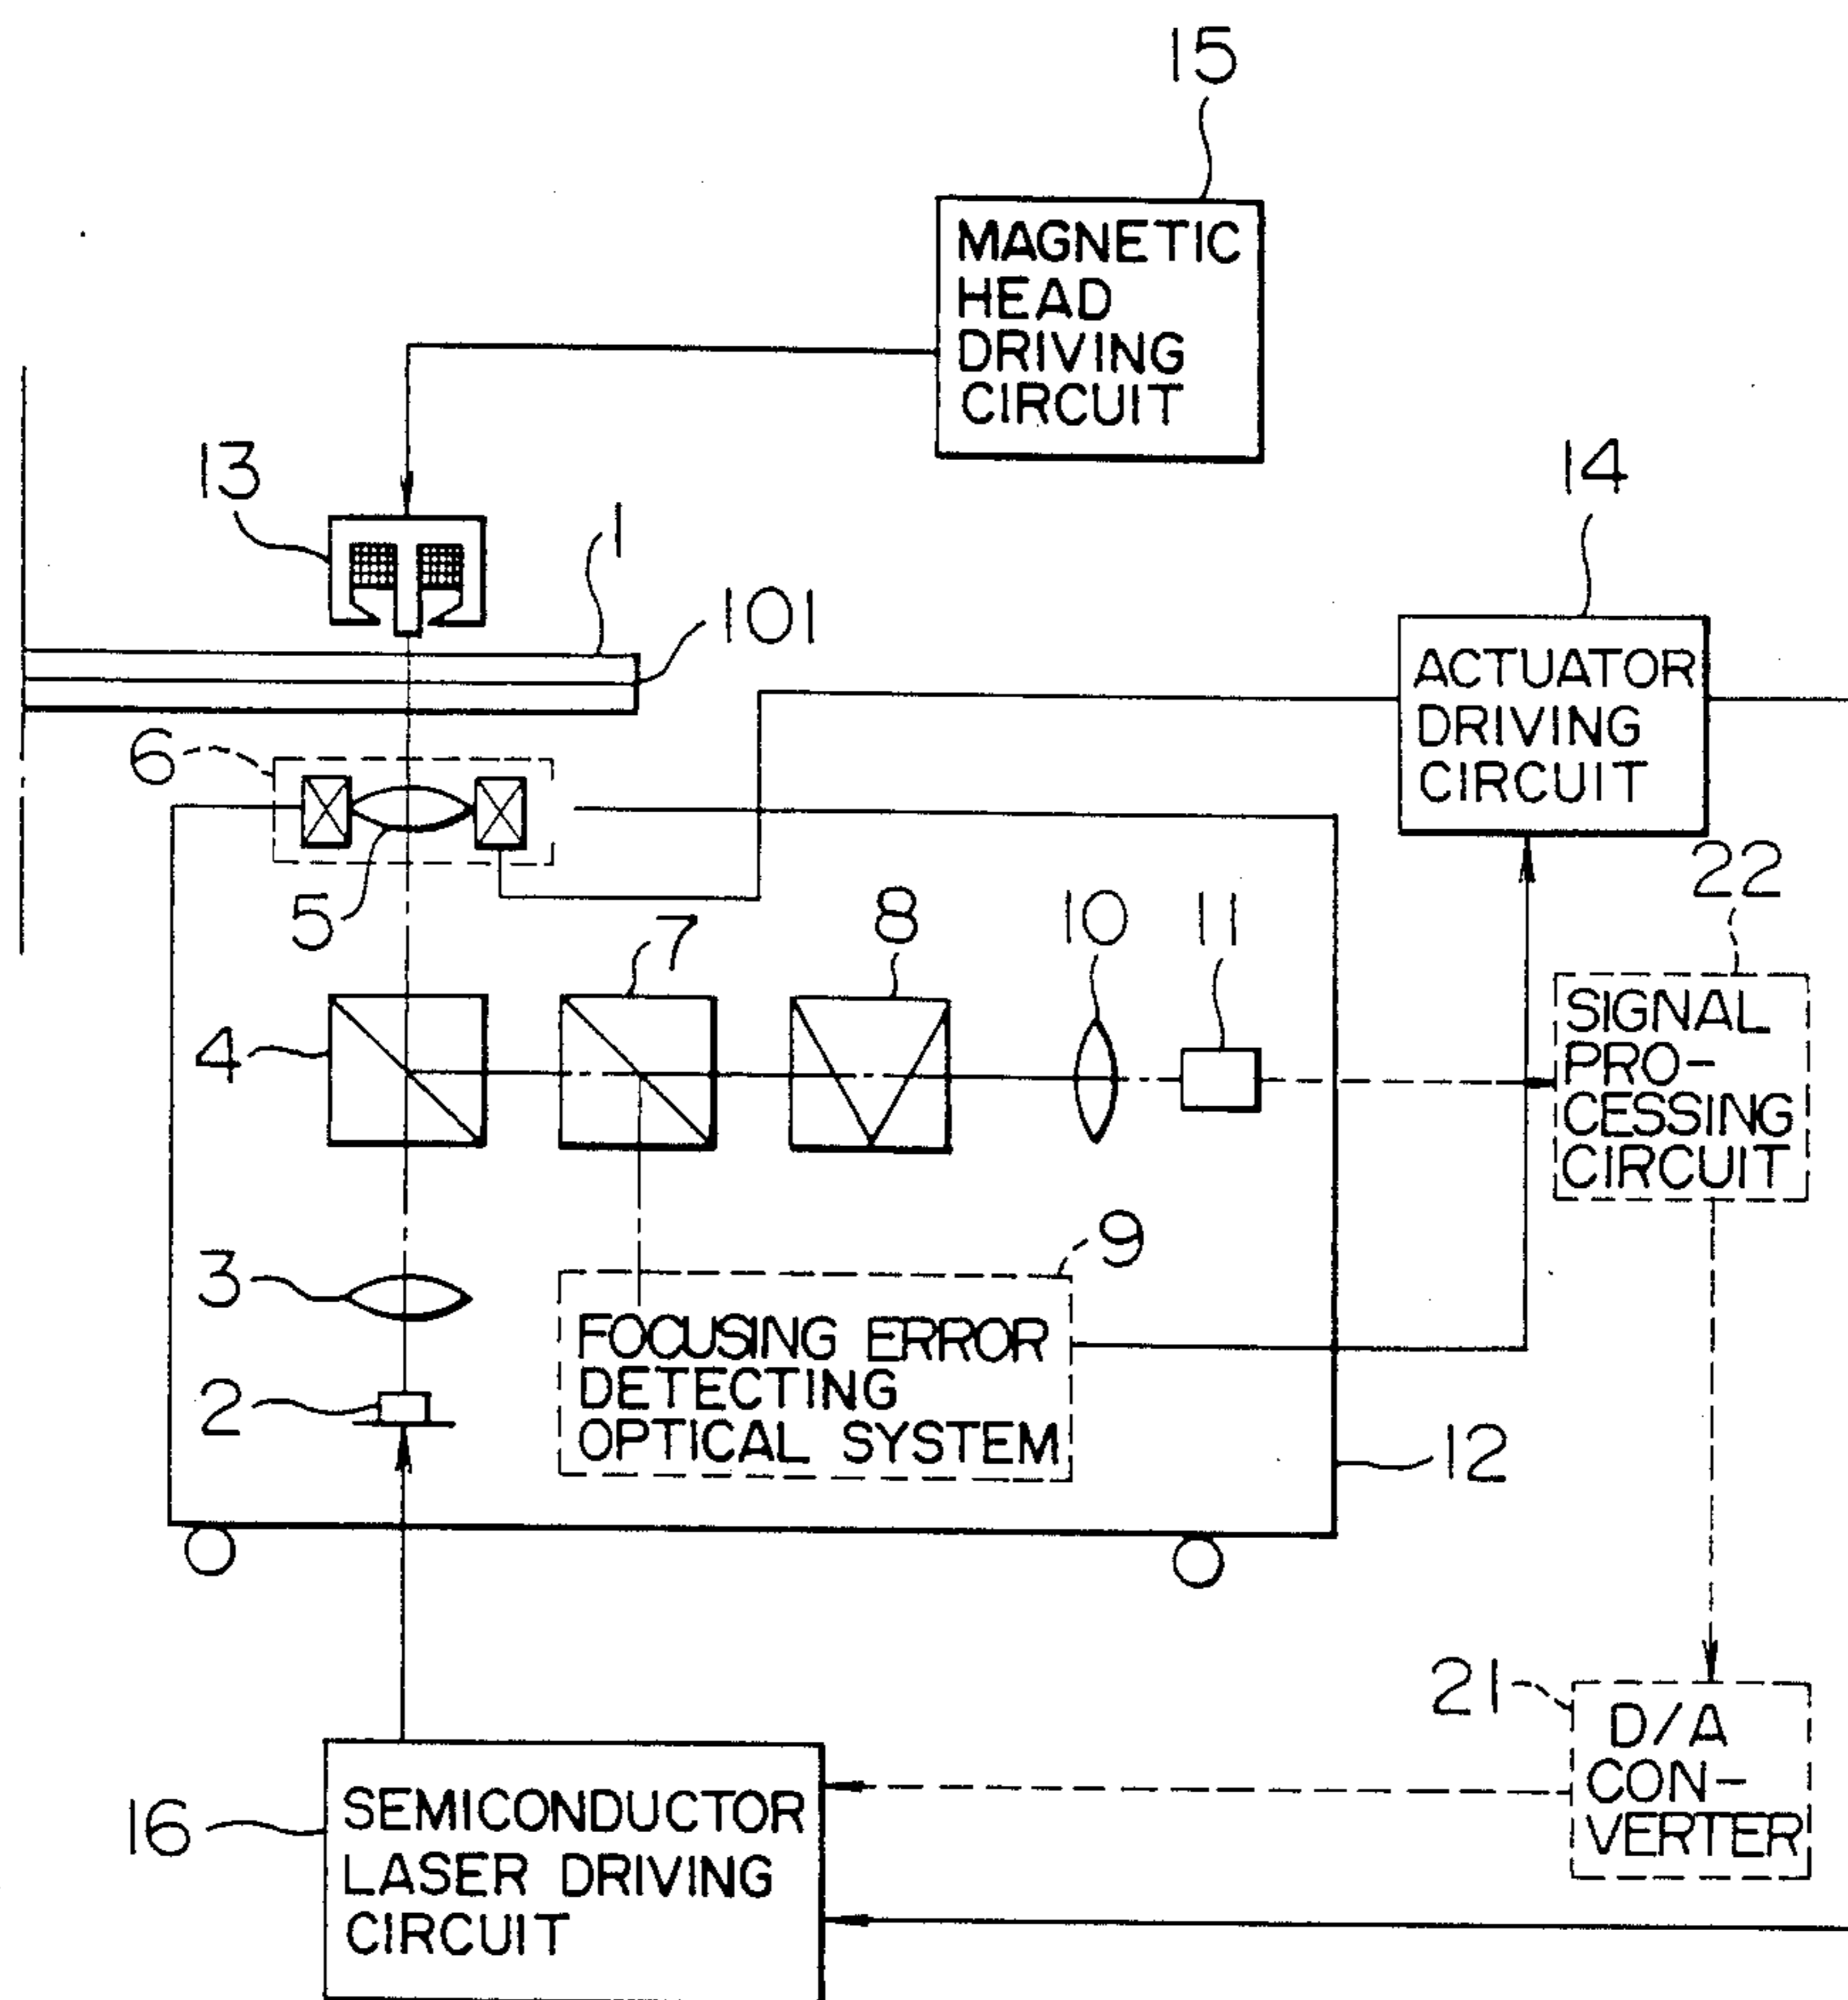 15
MAGNETIC
HEAD
DRIVING
CIRCUIT
13
1
101
14
ACTUATOR
DRIVING
CIRCUIT
6
5
7
8
10
11
22
4
SIGNAL
PRO-
CESSING
CIRCUIT
3
9
FOCUSING ERROR
DETECTING
OPTICAL SYSTEM
2
12
21
D/A
CON-
VERTER
16
SEMICONDUCTOR
LASER DRIVING
CIRCUIT